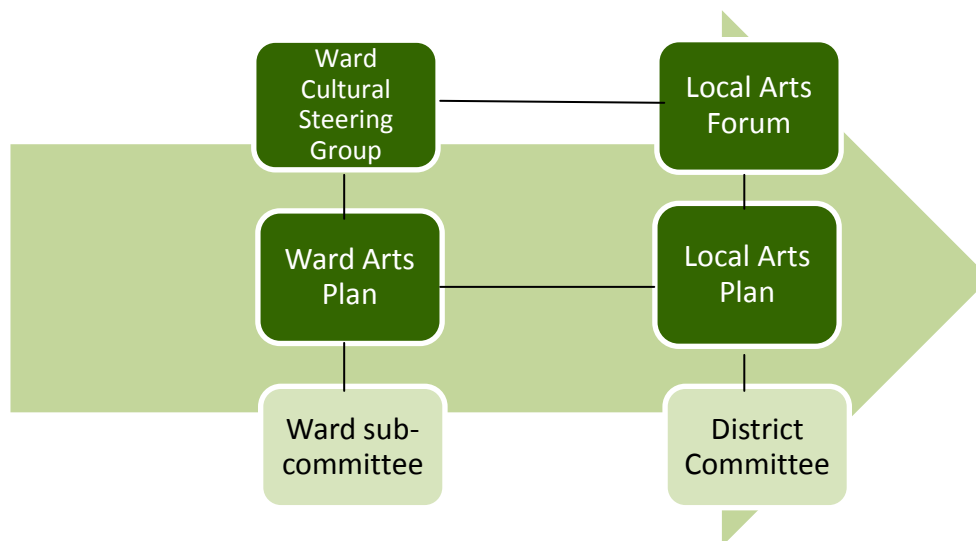 Ward
Cultural
Steering
Group
Local Arts
Forum
Ward Arts
Plan
Local Arts
Plan
Ward sub-
committee
District
Committee